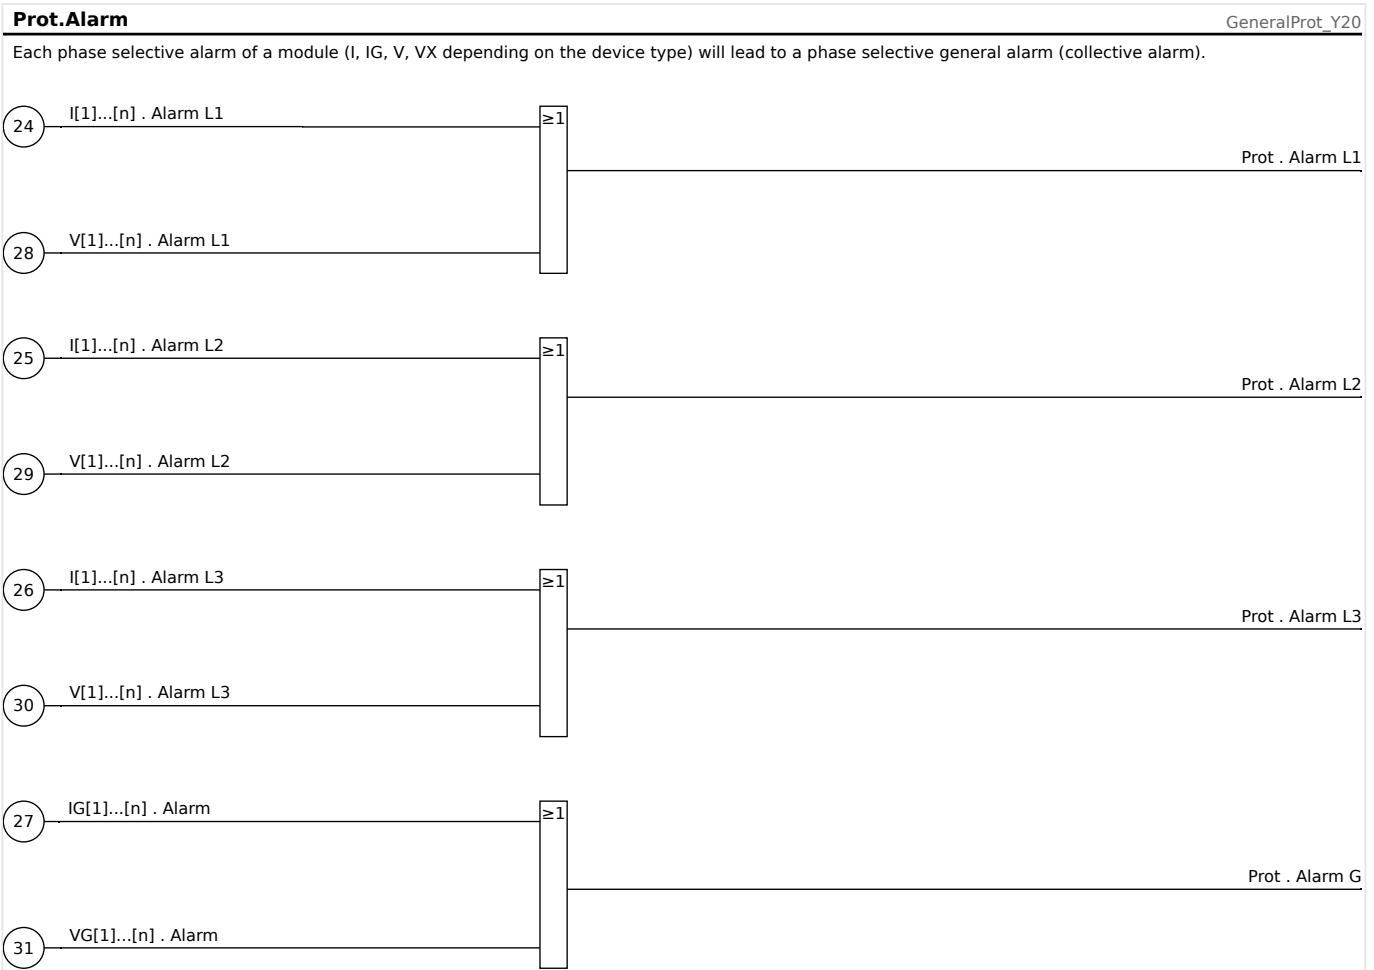 Prot.Alarm
GeneralProt_Y20
Each phase selective alarm of a module (I, IG, V, VX depending on the device type) will lead to a phase selective general alarm (collective alarm).
24
I[1]...[n] . Alarm L1
≥1
Prot . Alarm L1
28
V[1]...[n] . Alarm L1
25
I[1]...[n] . Alarm L2
≥1
Prot . Alarm L2
29
V[1]...[n] . Alarm L2
26
I[1]...[n] . Alarm L3
≥1
Prot . Alarm L3
30
V[1]...[n] . Alarm L3
27
IG[1]...[n] . Alarm
≥1
Prot . Alarm G
31
VG[1]...[n] . Alarm